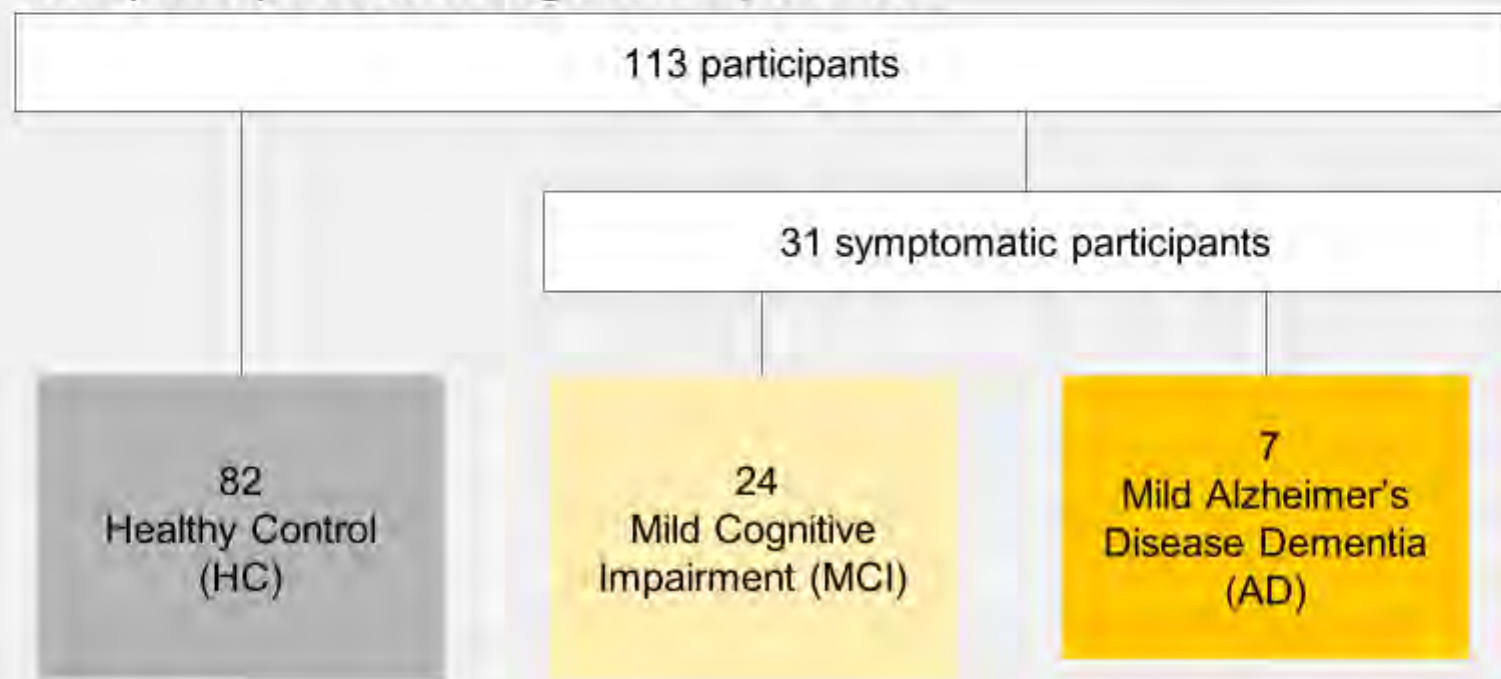 113 participants
31 symptomatic participants
82
Healthy Control
(HC)
24
Mild Cognitive
Impairment (MCI)
7
Mild Alzheimer's
Disease Dementia
(AD)